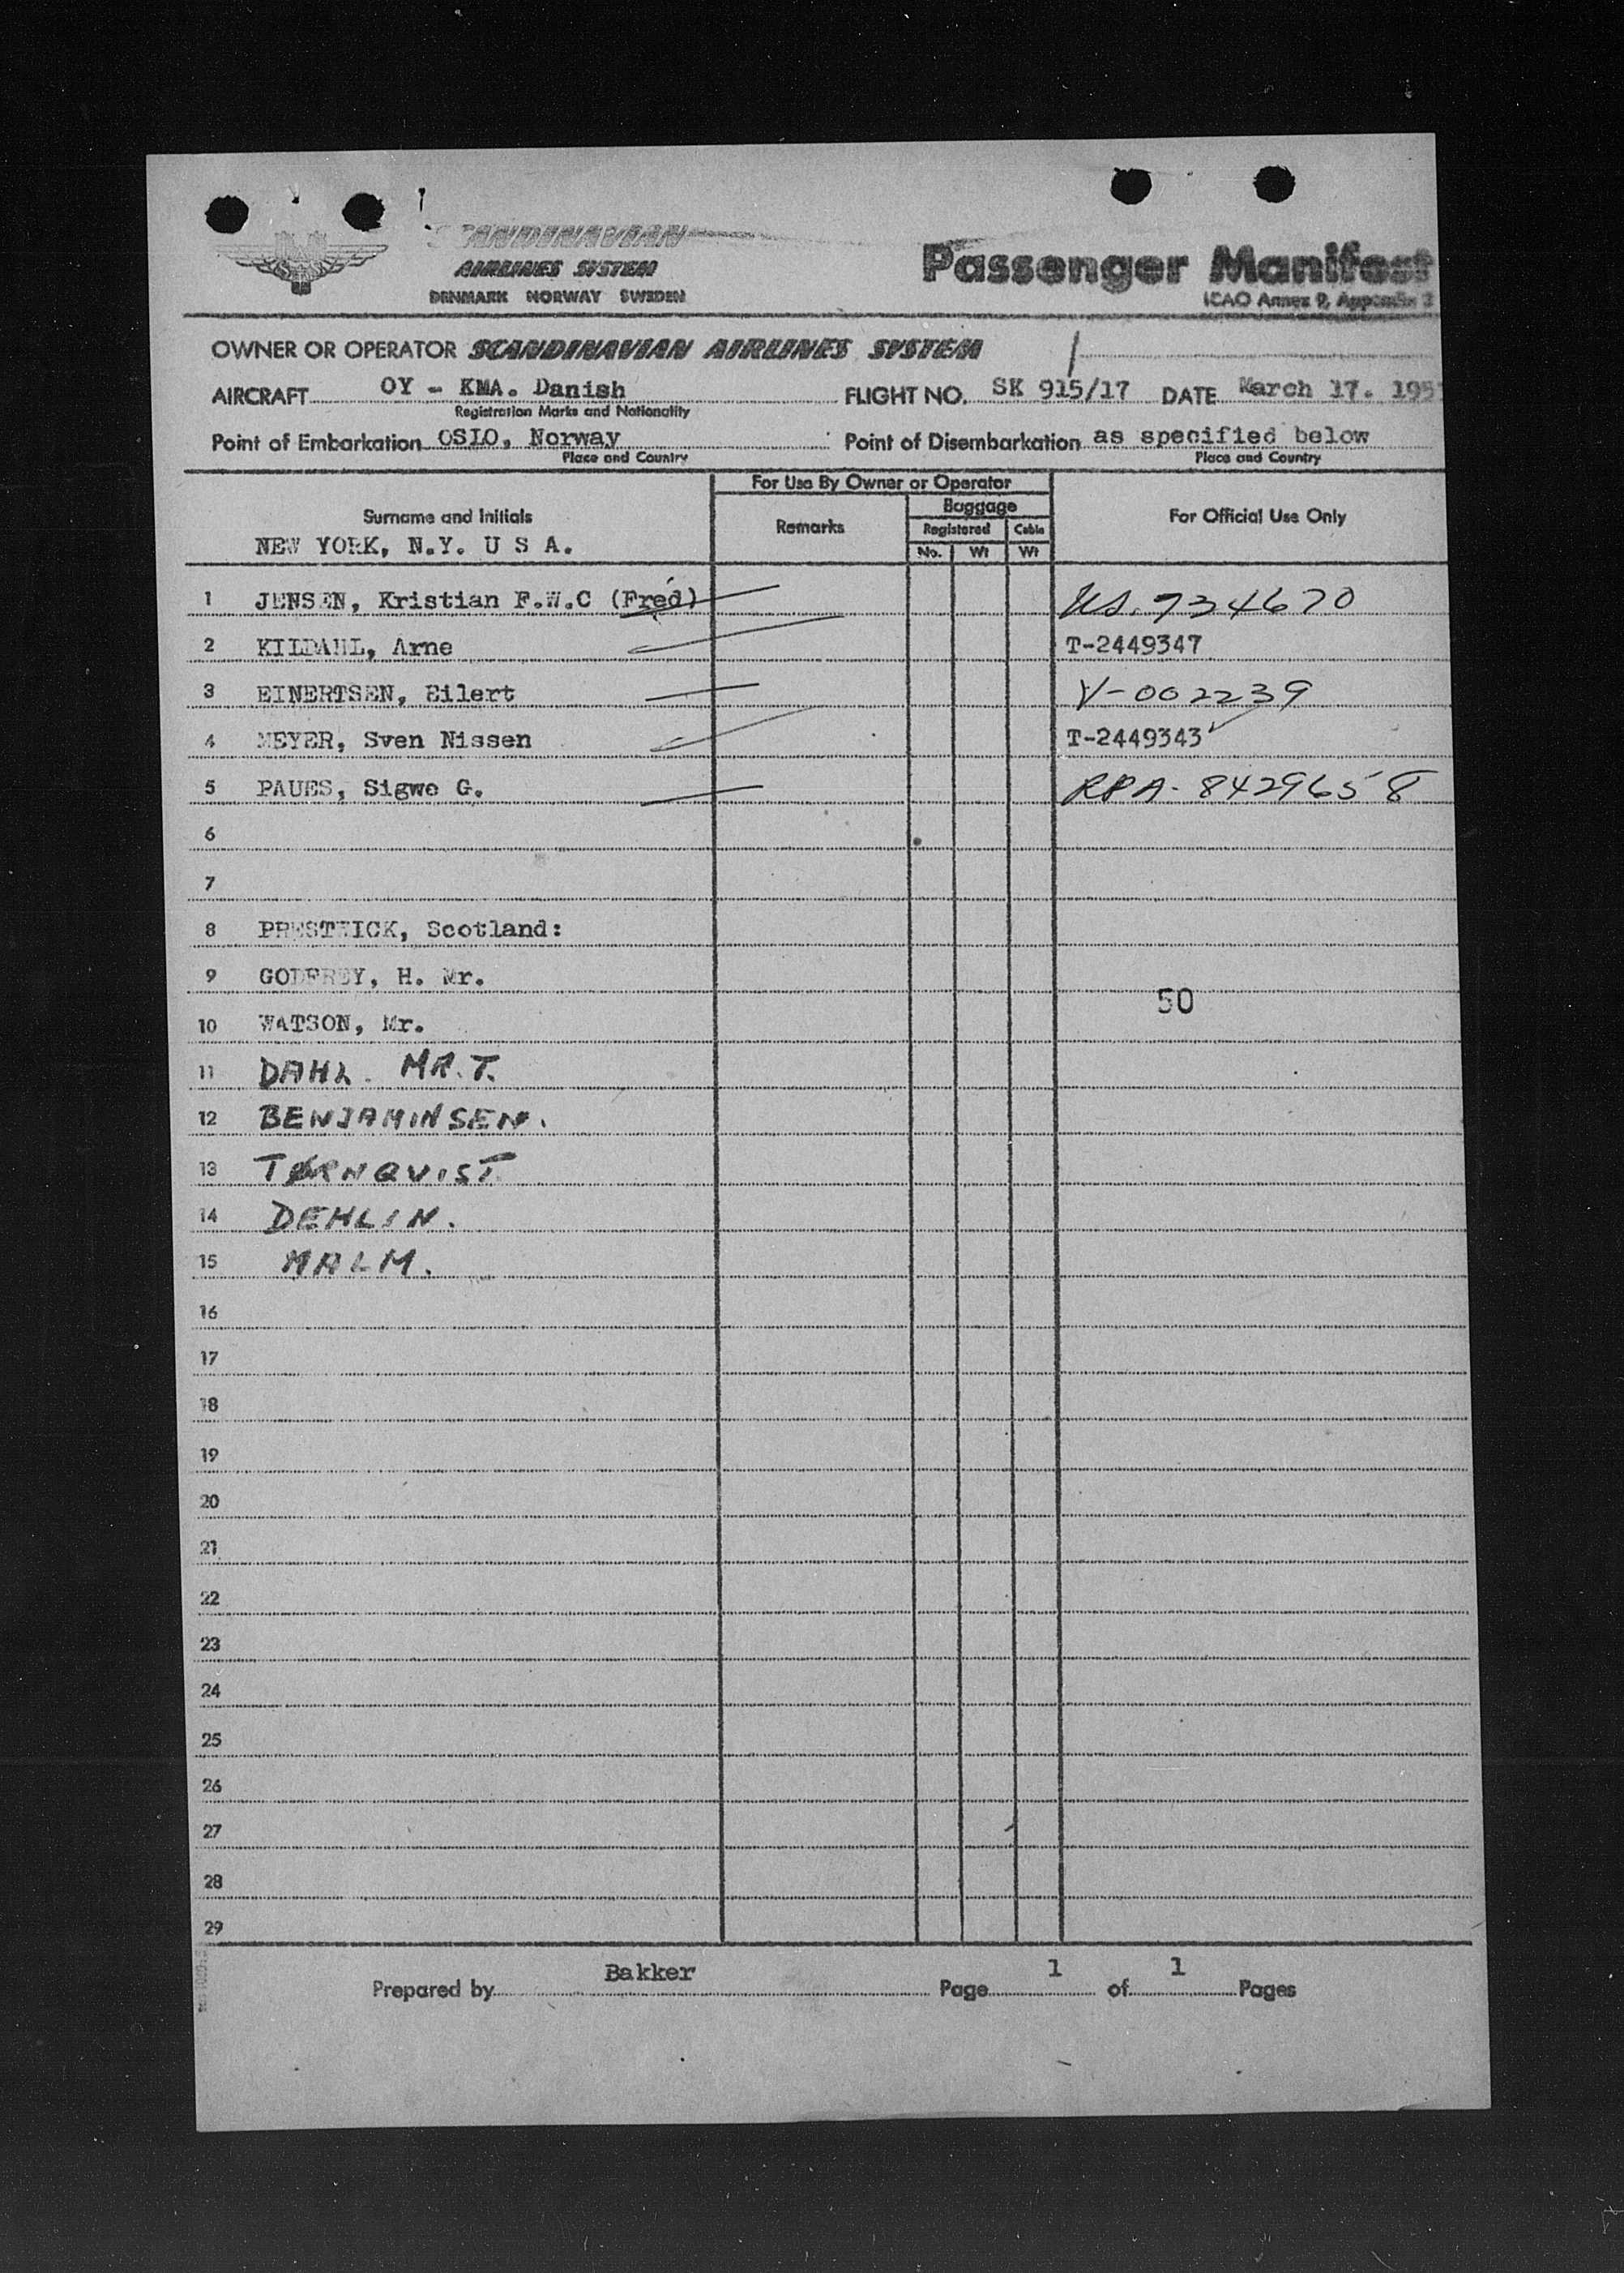 SCANDINAVIAN
AIRLINES SYSTEM
DENMARK NORWAY SWEDEN
Passenger Manifest
ICAO Annex 9, Appendix 3
OWNER OR OPERATOR SCANDINAVIAN AIRLINES SYSTEM
AIRCRAFT OY - KMA. Danish FLIGHT NO. SK 915/17 DATE March 17. 195
Registration Marks and Nationality
Point of Embarkation OSLO, Norway Point of Disembarkation as specified below
Place and Country Place and Country
For Use By Owner or Operator
Surname and Initials Remarks Baggage For Official Use Only
Registered Cabin
No. Wt Wt
NEW YORK, N.Y. U S A.
1 JENSEN, Kristian F.W.C (Fred) US. 734670
2 KILDAHL, Arne T-2449347
3 EINERTSEN, Eilert V-002239
4 MEYER, Sven Nissen T-2449343
5 PAUES, Sigwe G. RPA-8429658
6
7
8 PRESTWICK, Scotland:
9 GODFREY, H. Mr.
50
10 WATSON, Mr.
11 DAHL. MR. T.
12 BENJAMINSEN.
13 TØRNQVIST
14 DEHLIN.
15 MALM.
16
17
18
19
20
21
22
23
24
25
26
27
28
29
Prepared by Bakker Page 1 of 1 Pages